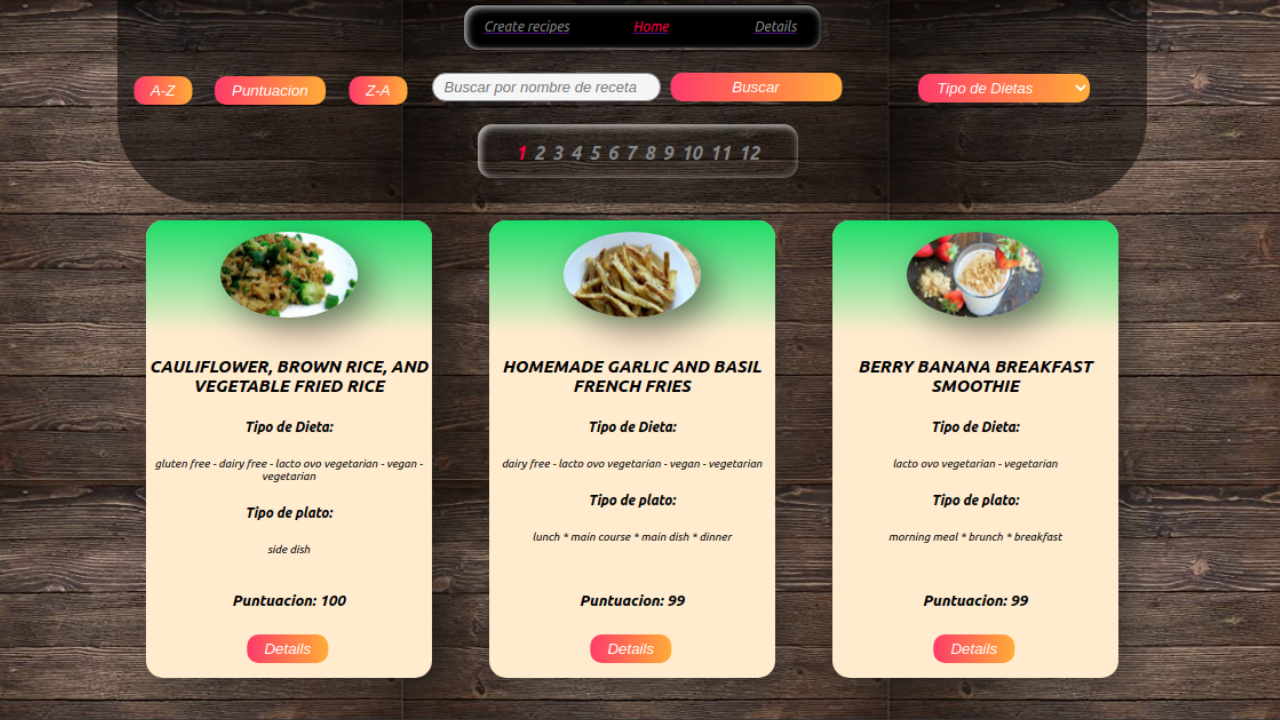 Create recipes Home Details
A-Z Puntuacion Z-A Buscar por nombre de receta Buscar Tipo de Dietas
1 2 3 4 5 6 7 8 9 10 11 12
CAULIFLOWER, BROWN RICE, AND
VEGETABLE FRIED RICE
Tipo de Dieta:
gluten free - dairy free - lacto ovo vegetarian - vegan -
vegetarian
Tipo de plato:
side dish
Puntuacion: 100
Details
HOMEMADE GARLIC AND BASIL
FRENCH FRIES
Tipo de Dieta:
dairy free - lacto ovo vegetarian - vegan - vegetarian
Tipo de plato:
lunch * main course * main dish * dinner
Puntuacion: 99
Details
BERRY BANANA BREAKFAST
SMOOTHIE
Tipo de Dieta:
lacto ovo vegetarian - vegetarian
Tipo de plato:
morning meal * brunch * breakfast
Puntuacion: 99
Details